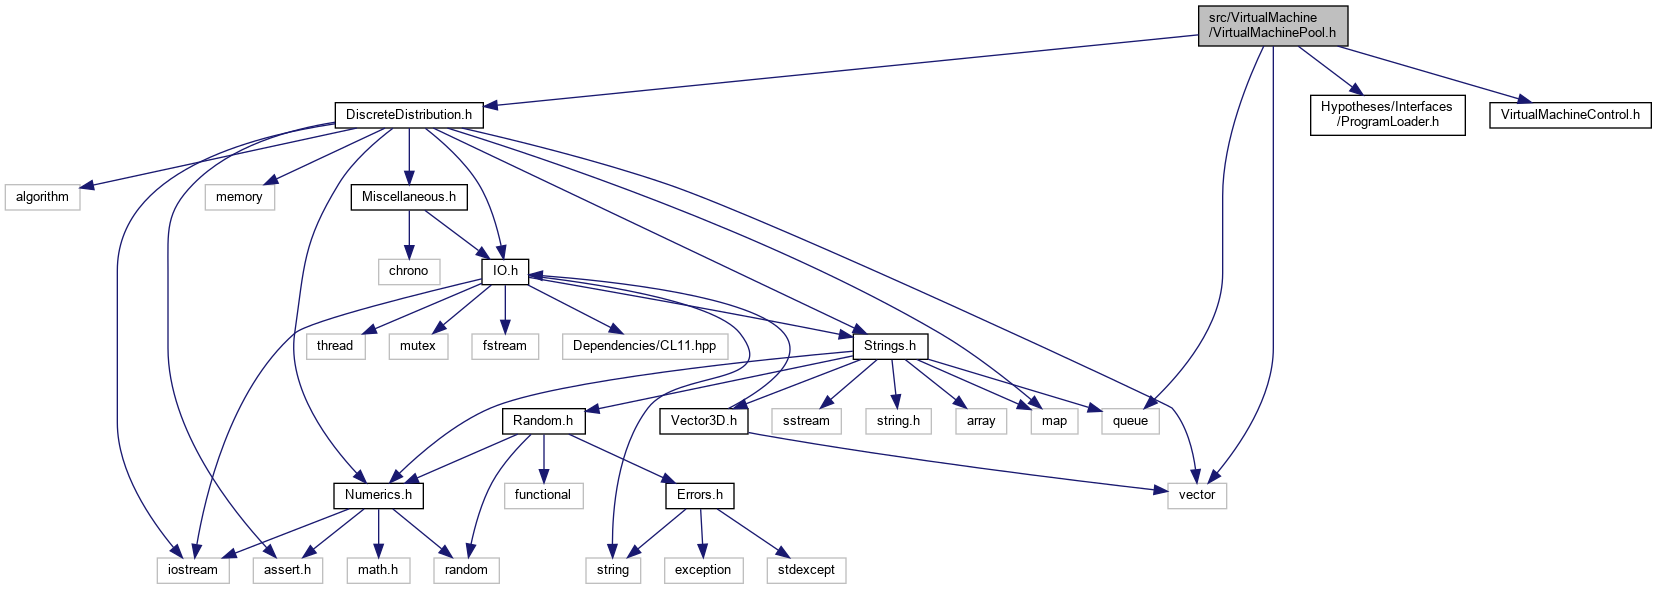 src/VirtualMachine
/VirtualMachinePool.h
DiscreteDistribution.h
Hypotheses/Interfaces
/ProgramLoader.h
VirtualMachineControl.h
algorithm
memory
Miscellaneous.h
chrono
IO.h
thread
mutex
fstream
Dependencies/CL11.hpp
Strings.h
Random.h
Vector3D.h
sstream
string.h
array
map
queue
Numerics.h
functional
Errors.h
vector
iostream
assert.h
math.h
random
string
exception
stdexcept